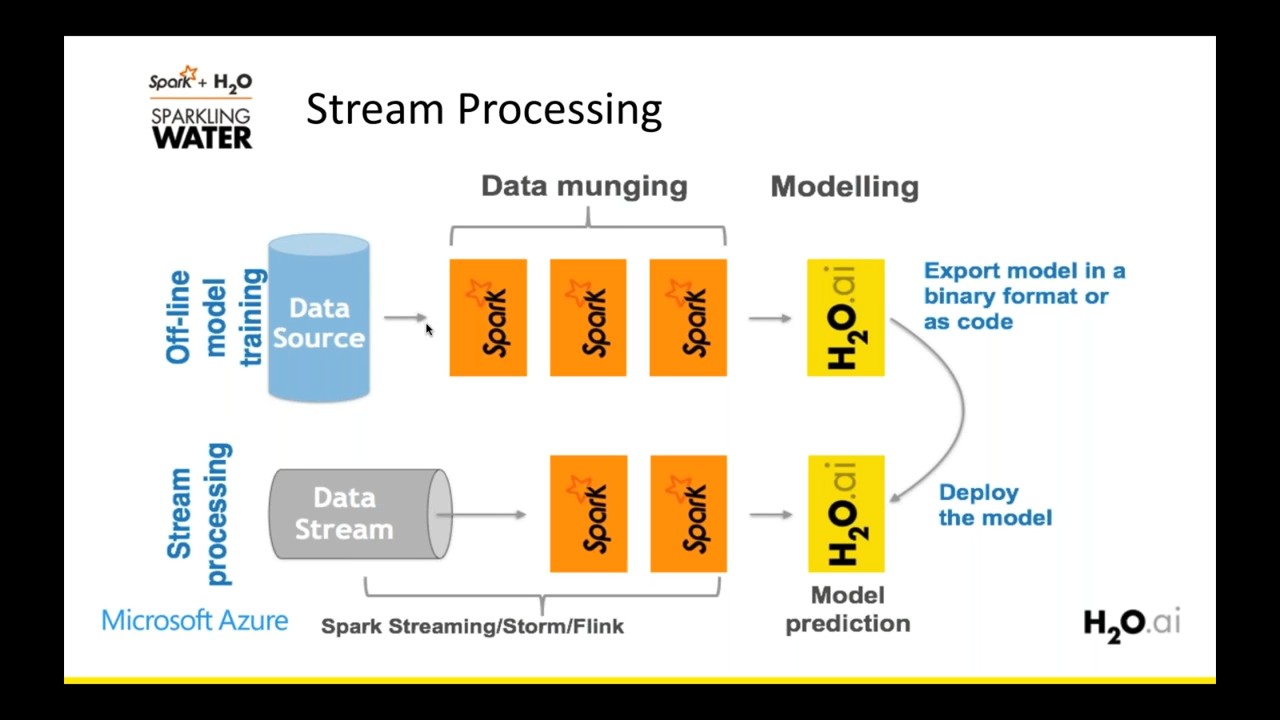 Spark + H2O
SPARKLING
WATER
Stream Processing
Data munging
Modelling
Off-line
model
training
Data
Source
Spark
Spark
Spark
H2O.ai
Export model in a
binary format or
as code
Stream
processing
Data
Stream
Spark
Spark
H2O.ai
Deploy
the model
Model
prediction
Microsoft Azure
Spark Streaming/Storm/Flink
H2O.ai